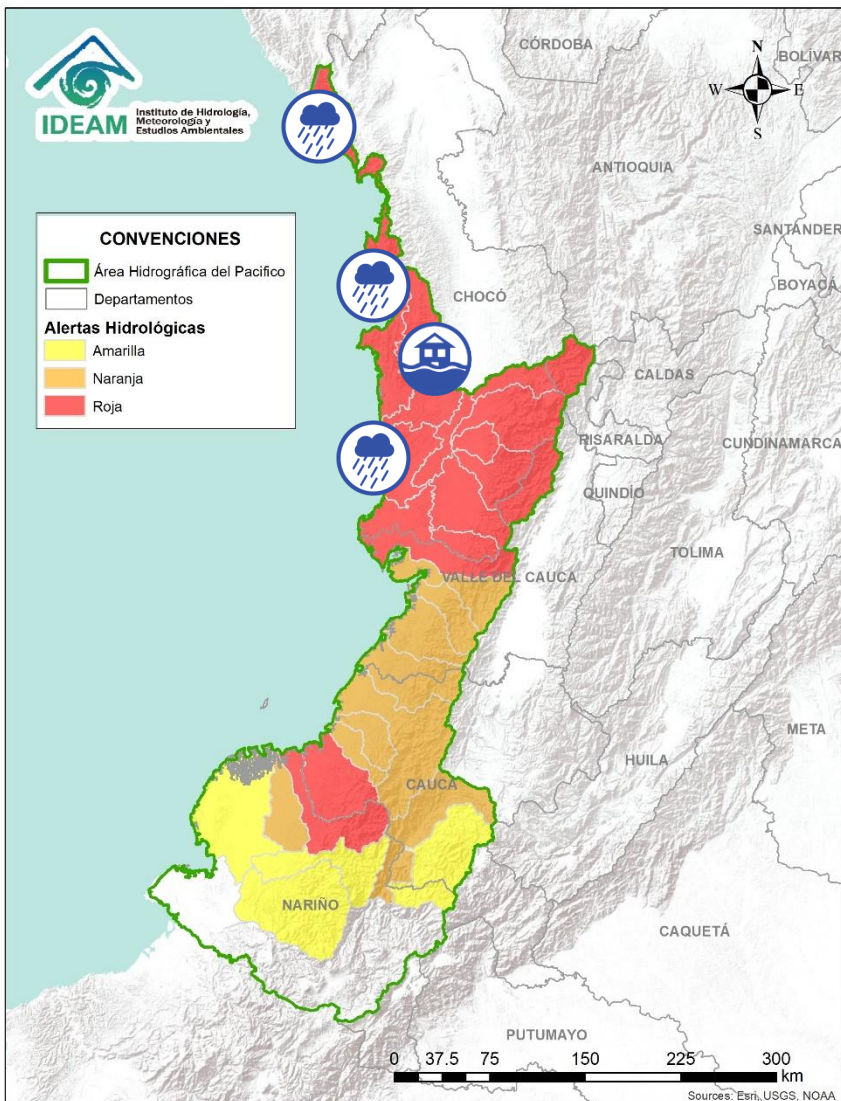 IDEAM
Instituto de Hidrología,
Meteorología y
Estudios Ambientales
N
W
E
S
CÓRDOBA
BOLÍVAR
ANTIOQUIA
SANTANDER
BOYACÁ
CHOCÓ
CALDAS
RISARALDA
CUNDINAMARCA
QUINDÍO
TOLIMA
VALLE DEL CAUCA
META
HUILA
CAUCA
NARIÑO
CAQUETÁ
PUTUMAYO
CONVENCIONES
Área Hidrográfica del Pacifico
Departamentos
Alertas Hidrológicas
Amarilla
Naranja
Roja
0 37.5 75 150 225 300
km
Sources: Esri, USGS, NOAA